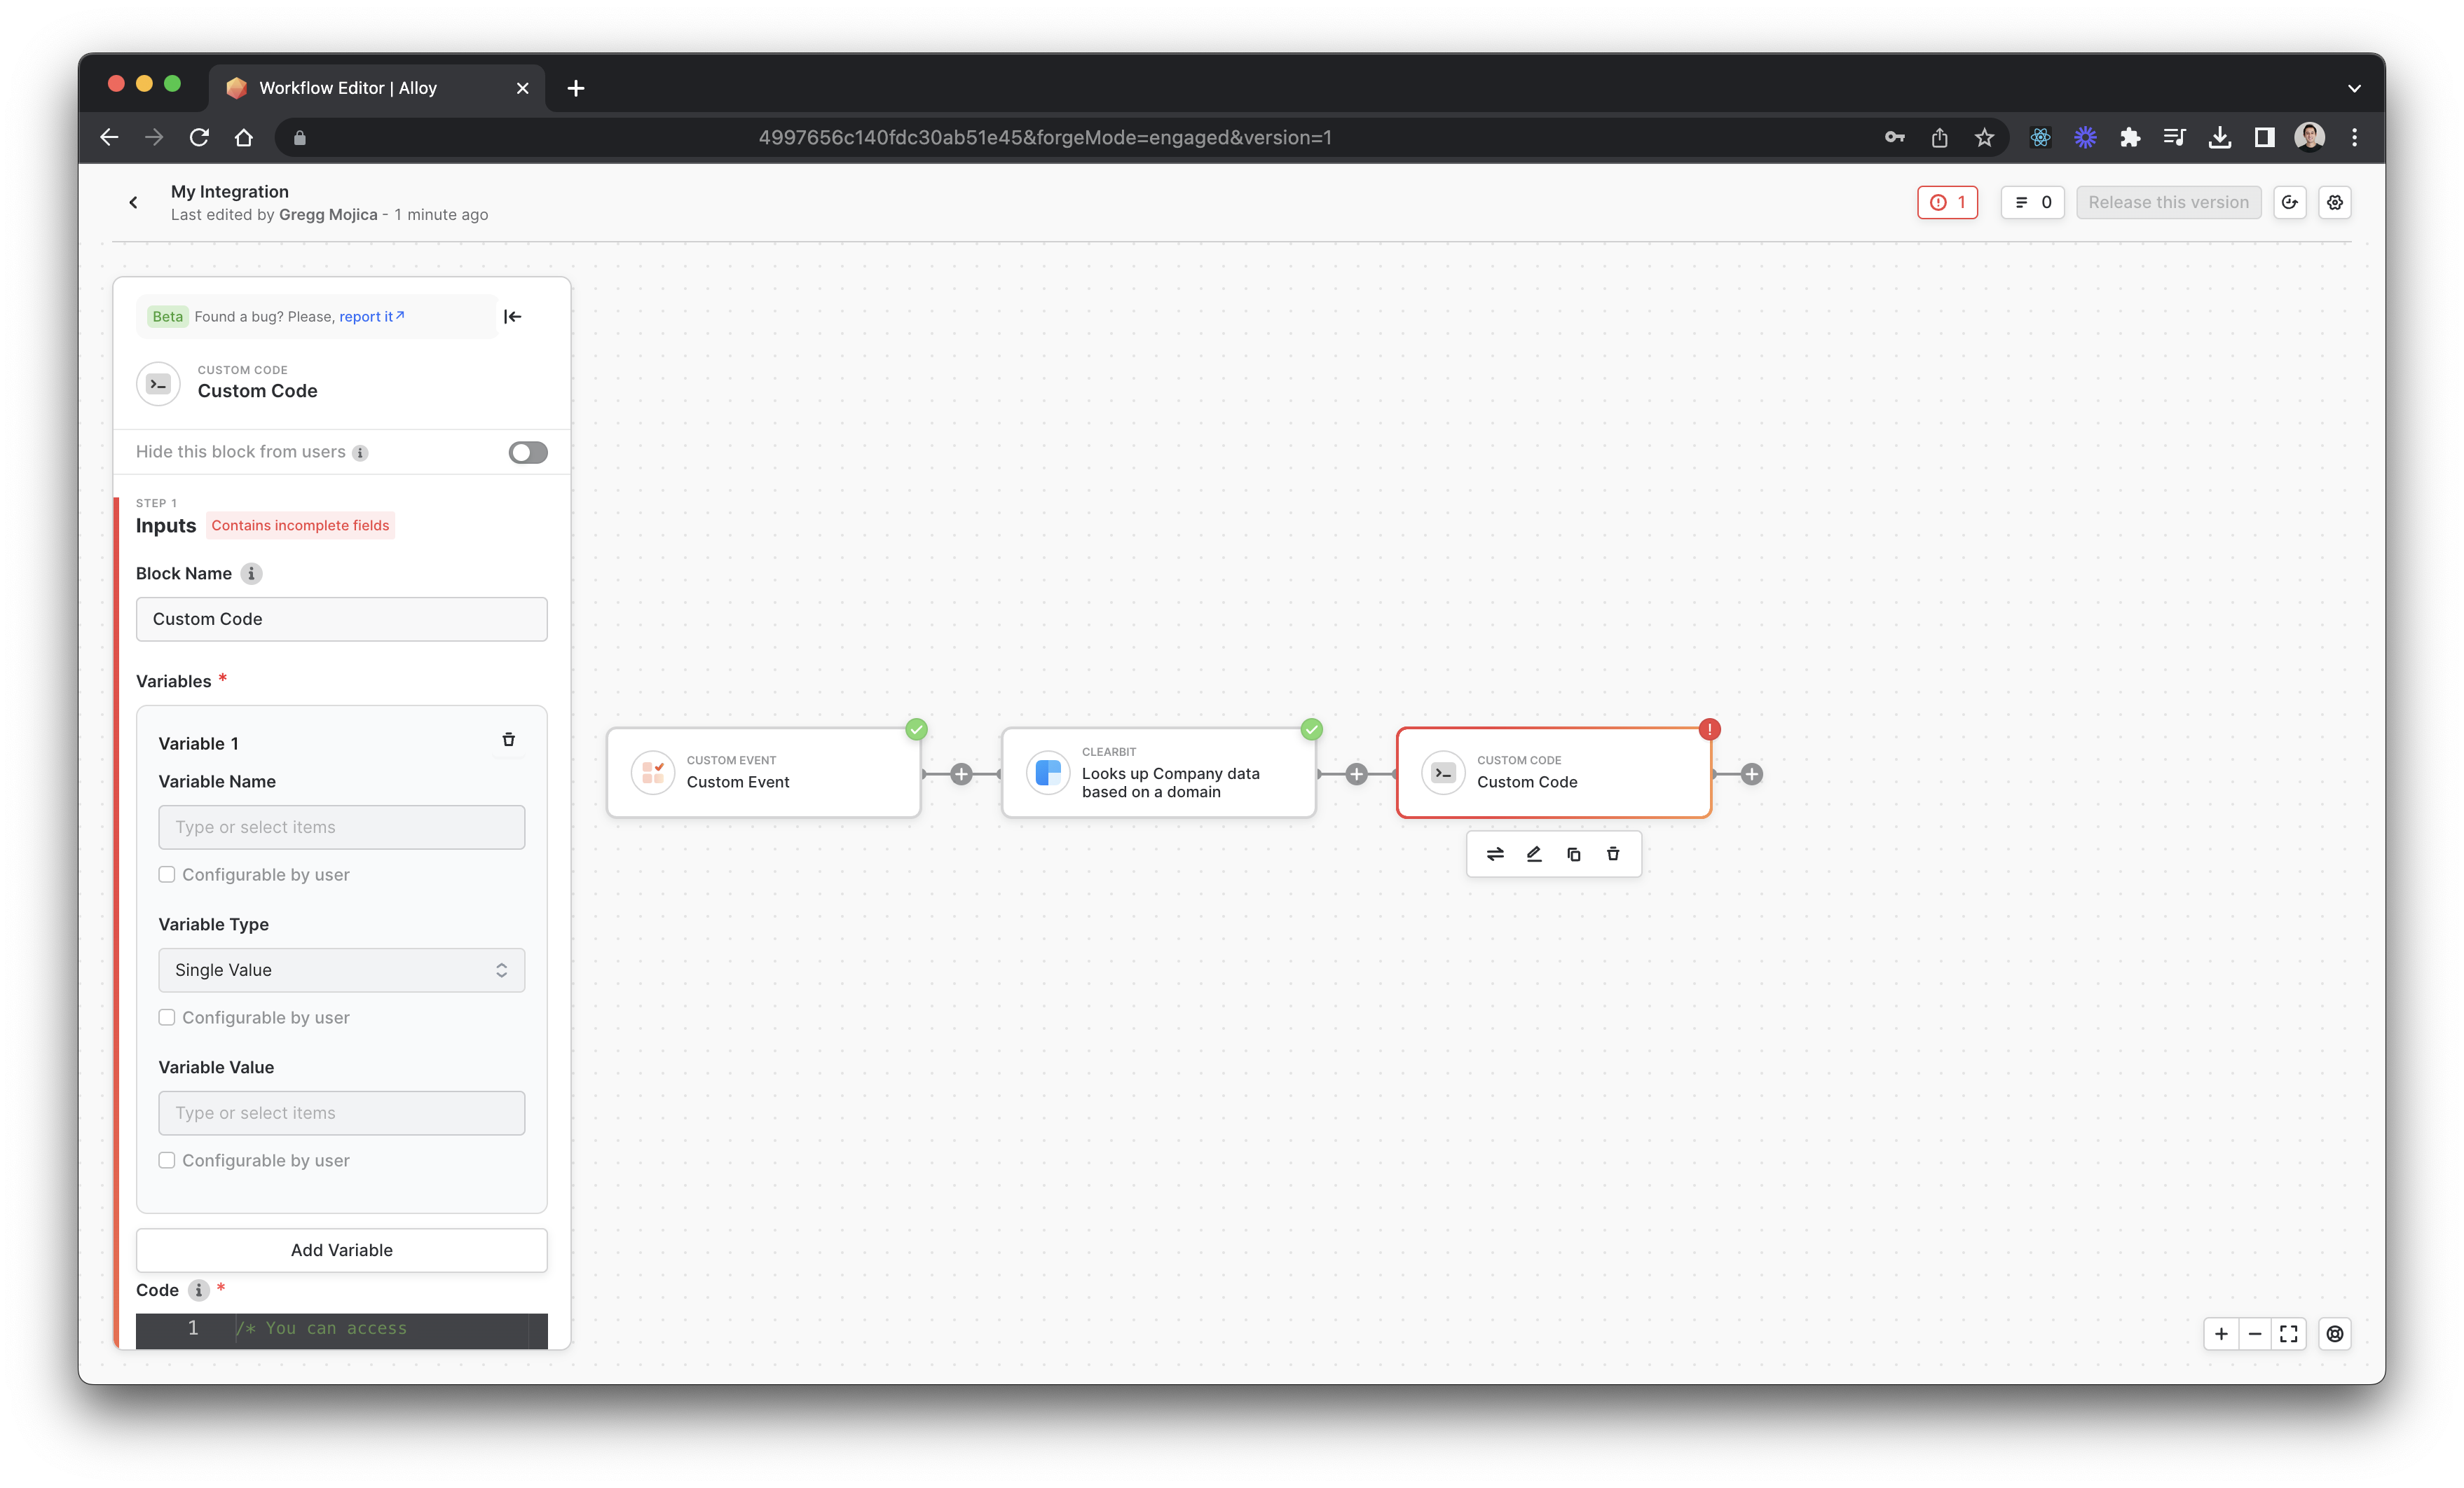 Workflow Editor | Alloy
4997656c140fdc30ab51e45&forgeMode=engaged&version=1
My Integration
Last edited by Gregg Mojica - 1 minute ago
1
0
Release this version
Beta Found a bug? Please, report it
CUSTOM CODE
Custom Code
Hide this block from users
STEP 1
Inputs Contains incomplete fields
Block Name
Custom Code
Variables *
Variable 1
Variable Name
Type or select items
Configurable by user
Variable Type
Single Value
Configurable by user
Variable Value
Type or select items
Configurable by user
Add Variable
Code *
1 /* You can access
CUSTOM EVENT
Custom Event
CLEARBIT
Looks up Company data
based on a domain
CUSTOM CODE
Custom Code